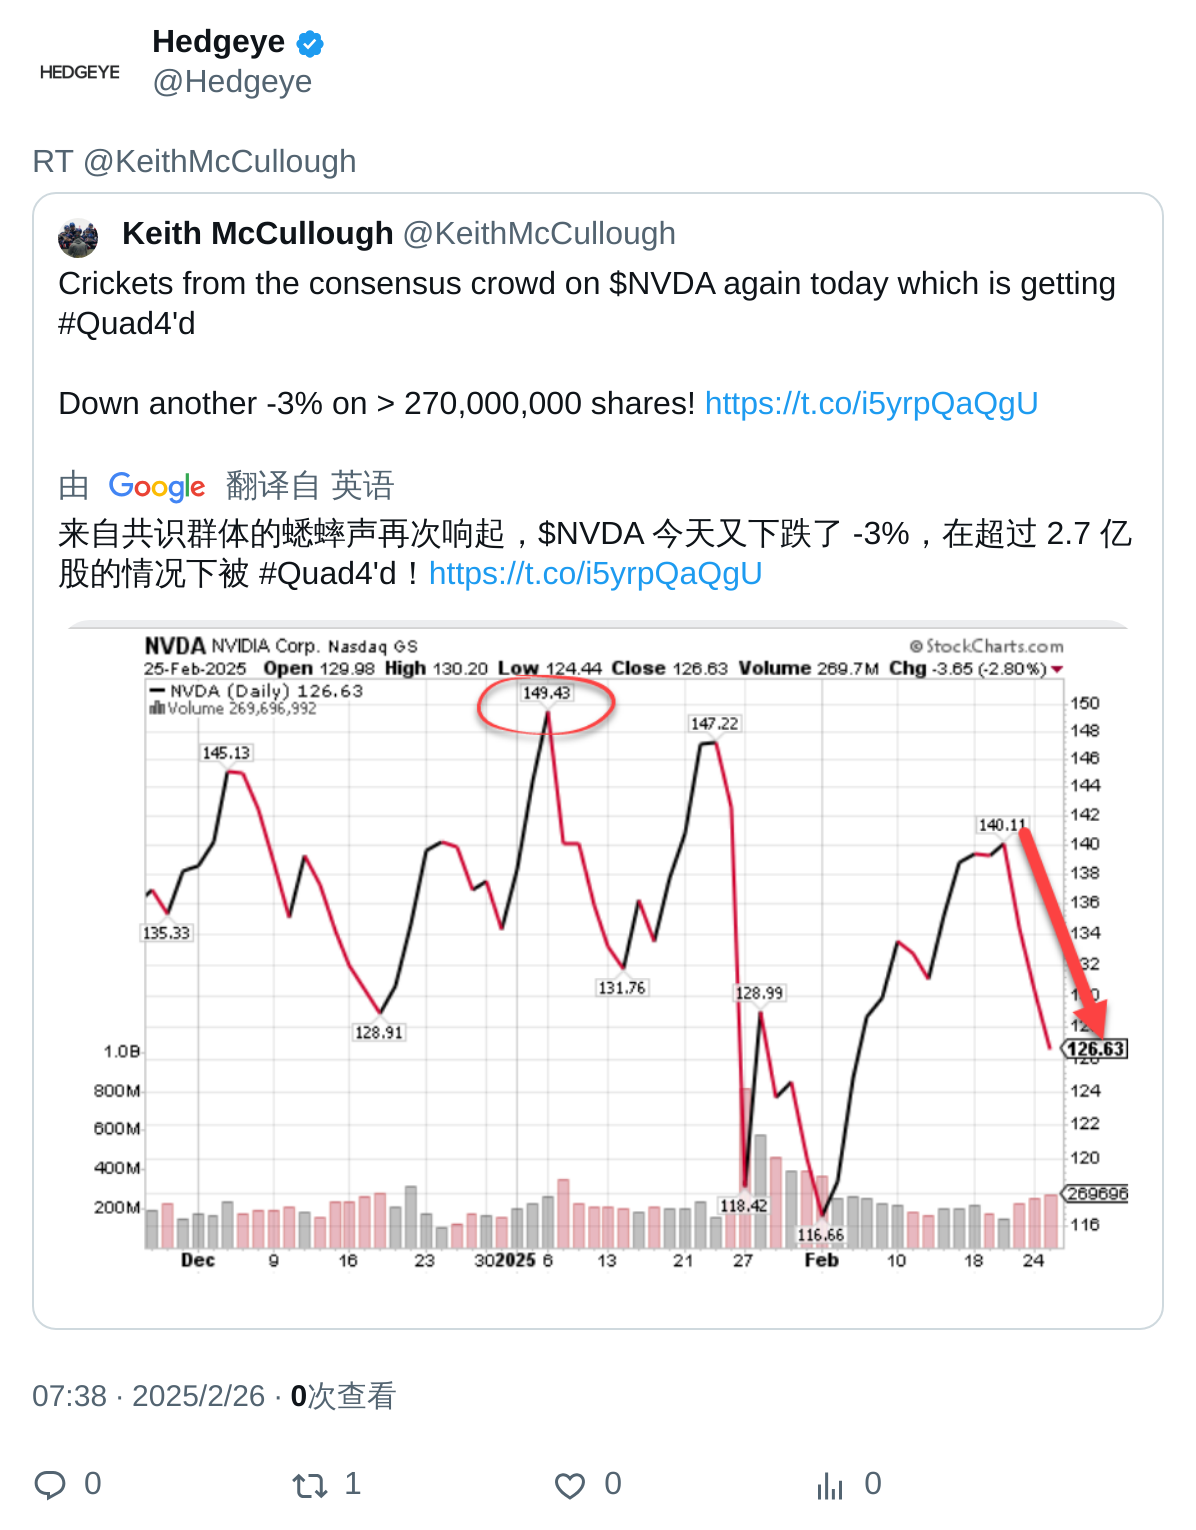 Hedgeye
HEDGEYE
@Hedgeye
RT @KeithMcCullough
Keith McCullough @KeithMcCullough
Crickets from the consensus crowd on $NVDA again today which is getting
#Quad4'd
Down another -3% on > 270,000,000 shares! https://t.co/i5yrpQaQgU
由 Google 翻译自 英语
来自共识群体的蟋蟀声再次响起，$NVDA 今天又下跌了 -3%，在超过 2.7 亿
股的情况下被 #Quad4'd！https://t.co/i5yrpQaQgU
NVDA NVIDIA Corp. Nasdaq GS © StockCharts.com
25-Feb-2025 Open 129.98 High 130.20 Low 124.44 Close 126.63 Volume 269.7M Chg -3.65 (-2.80%)
NVDA (Daily) 126.63
Volume 269,696,992
149.43
147.22
145.13
140.11
135.33
131.76
128.99
128.91
118.42
116.66
150
148
146
144
142
140
138
136
134
132
126.63
124
122
120
269696
116
1.0B
800M
600M
400M
200M
Dec 9 16 23 30 2025 6 13 21 27 Feb 10 18 24
07:38 · 2025/2/26 · 0次查看
0 1 0 0